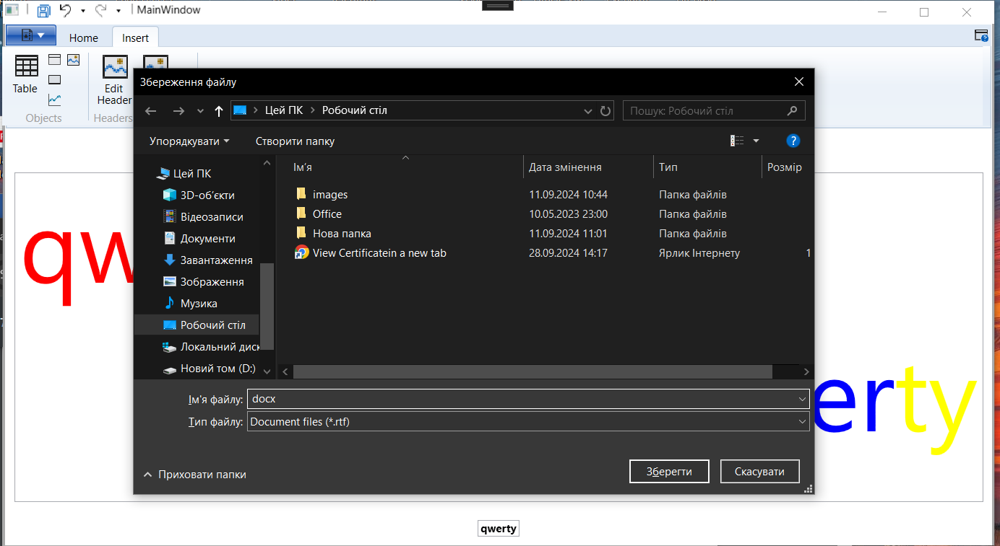 MainWindow
Home Insert
Table
Edit
Header
Objects
Headers
Збереження файлу
Цей ПК Робочий стіл
Пошук: Робочий стіл
Упорядкувати Створити папку
Цей ПК
3D-об’єкти
Відеозаписи
Документи
Завантаження
Зображення
Музика
Робочий стіл
Локальний диск
Новий том (D:)
Ім’я Дата змінення Тип Розмір
images 11.09.2024 10:44 Папка файлів
Office 10.05.2023 23:00 Папка файлів
Нова папка 11.09.2024 11:01 Папка файлів
View Certificatein a new tab 28.09.2024 14:17 Ярлик Інтернету 1
Ім'я файлу: docx
Тип файлу: Document files (*.rtf)
Приховати папки
Зберегти Скасувати
qw
erty
qwerty